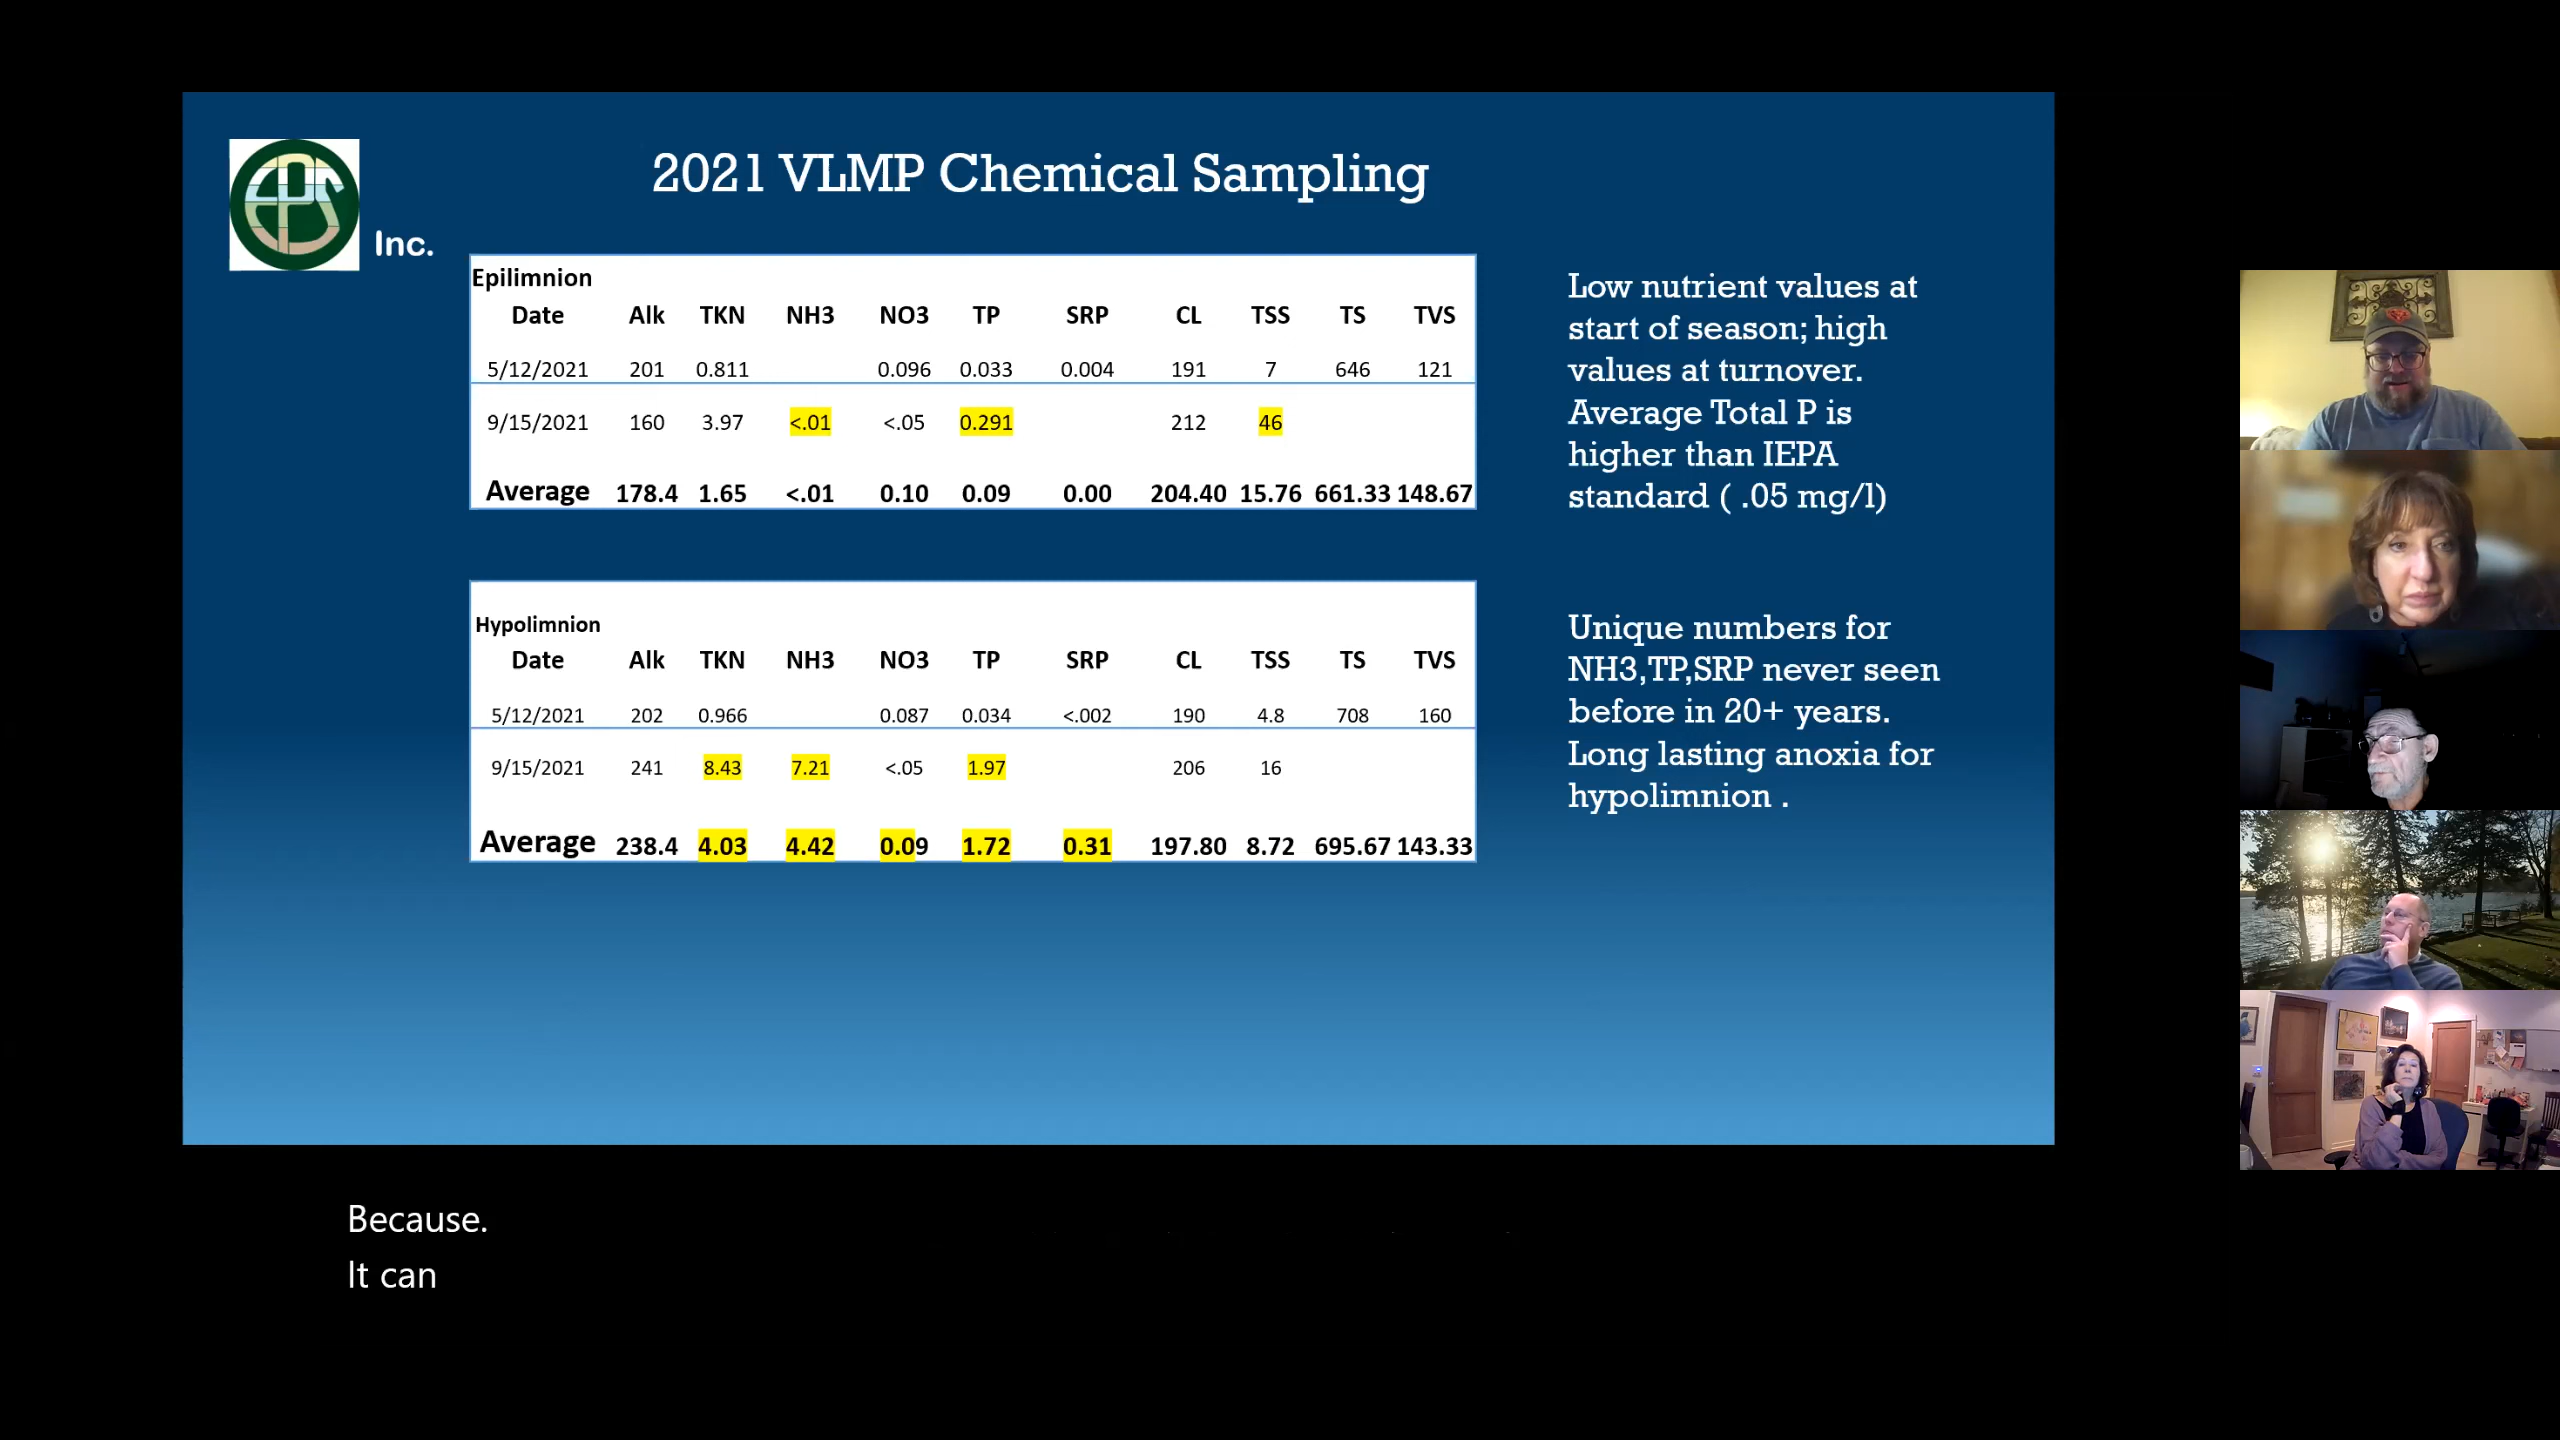 EPS
Inc.
2021 VLMP Chemical Sampling
Epilimnion
Date Alk TKN NH3 NO3 TP SRP CL TSS TS TVS
5/12/2021 201 0.811 0.096 0.033 0.004 191 7 646 121
9/15/2021 160 3.97 <.01 <.05 0.291 212 46
Average 178.4 1.65 <.01 0.10 0.09 0.00 204.40 15.76 661.33 148.67
Low nutrient values at
start of season; high
values at turnover.
Average Total P is
higher than IEPA
standard ( .05 mg/l)
Hypolimnion
Date Alk TKN NH3 NO3 TP SRP CL TSS TS TVS
5/12/2021 202 0.966 0.087 0.034 <.002 190 4.8 708 160
9/15/2021 241 8.43 7.21 <.05 1.97 206 16
Average 238.4 4.03 4.42 0.09 1.72 0.31 197.80 8.72 695.67 143.33
Unique numbers for
NH3,TP,SRP never seen
before in 20+ years.
Long lasting anoxia for
hypolimnion .
Because.
It can